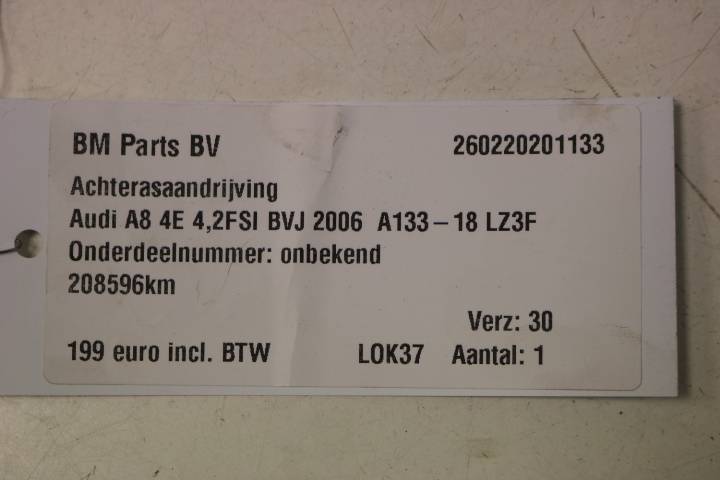 BM Parts BV 260220201133
Achterasaandrijving
Audi A8 4E 4,2FSI BVJ 2006 A133-18 LZ3F
Onderdeelnummer: onbekend
208596km
Verz: 30
199 euro incl. BTW LOK37 Aantal: 1